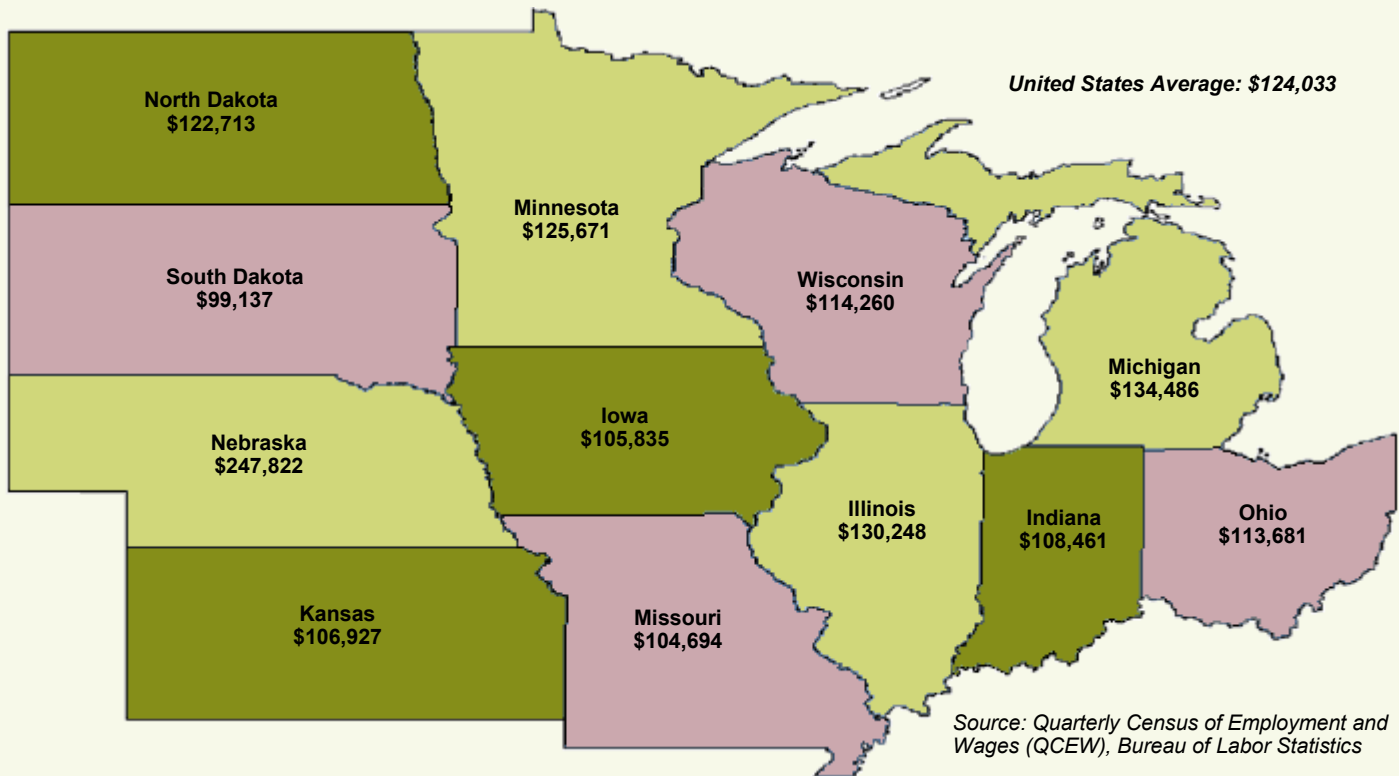 United States Average: $124,033
North Dakota
$122,713
Minnesota
$125,671
South Dakota
$99,137
Wisconsin
$114,260
Michigan
$134,486
Nebraska
$247,822
Iowa
$105,835
Illinois
$130,248
Indiana
$108,461
Ohio
$113,681
Kansas
$106,927
Missouri
$104,694
Source: Quarterly Census of Employment and
Wages (QCEW), Bureau of Labor Statistics